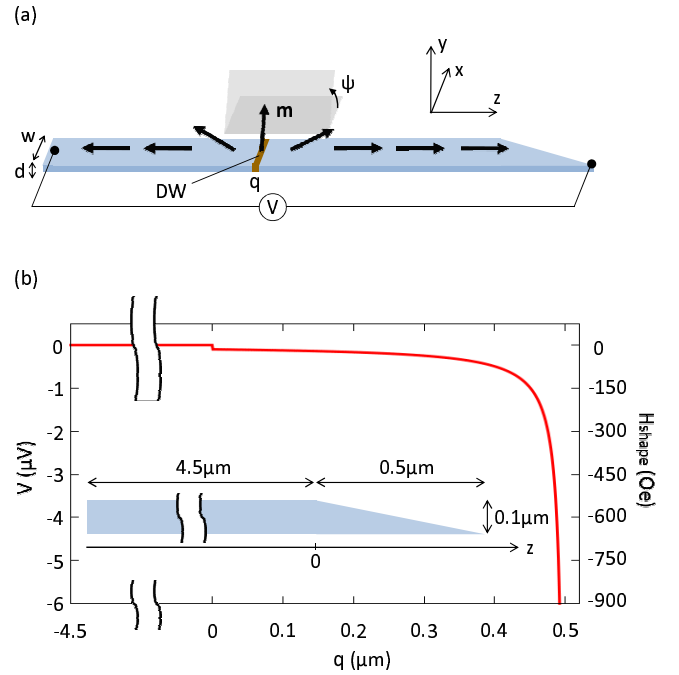 (a)
y
x
z
ψ
m
w
d
DW
q
V
(b)
0
-1
-2
-3
-4
-5
-6
V (μV)
0
-150
-300
-450
-600
-750
-900
Hshape (Oe)
4.5μm
0.5μm
0.1μm
z
0
-4.5
0
0.1
0.2
0.3
0.4
0.5
q (μm)